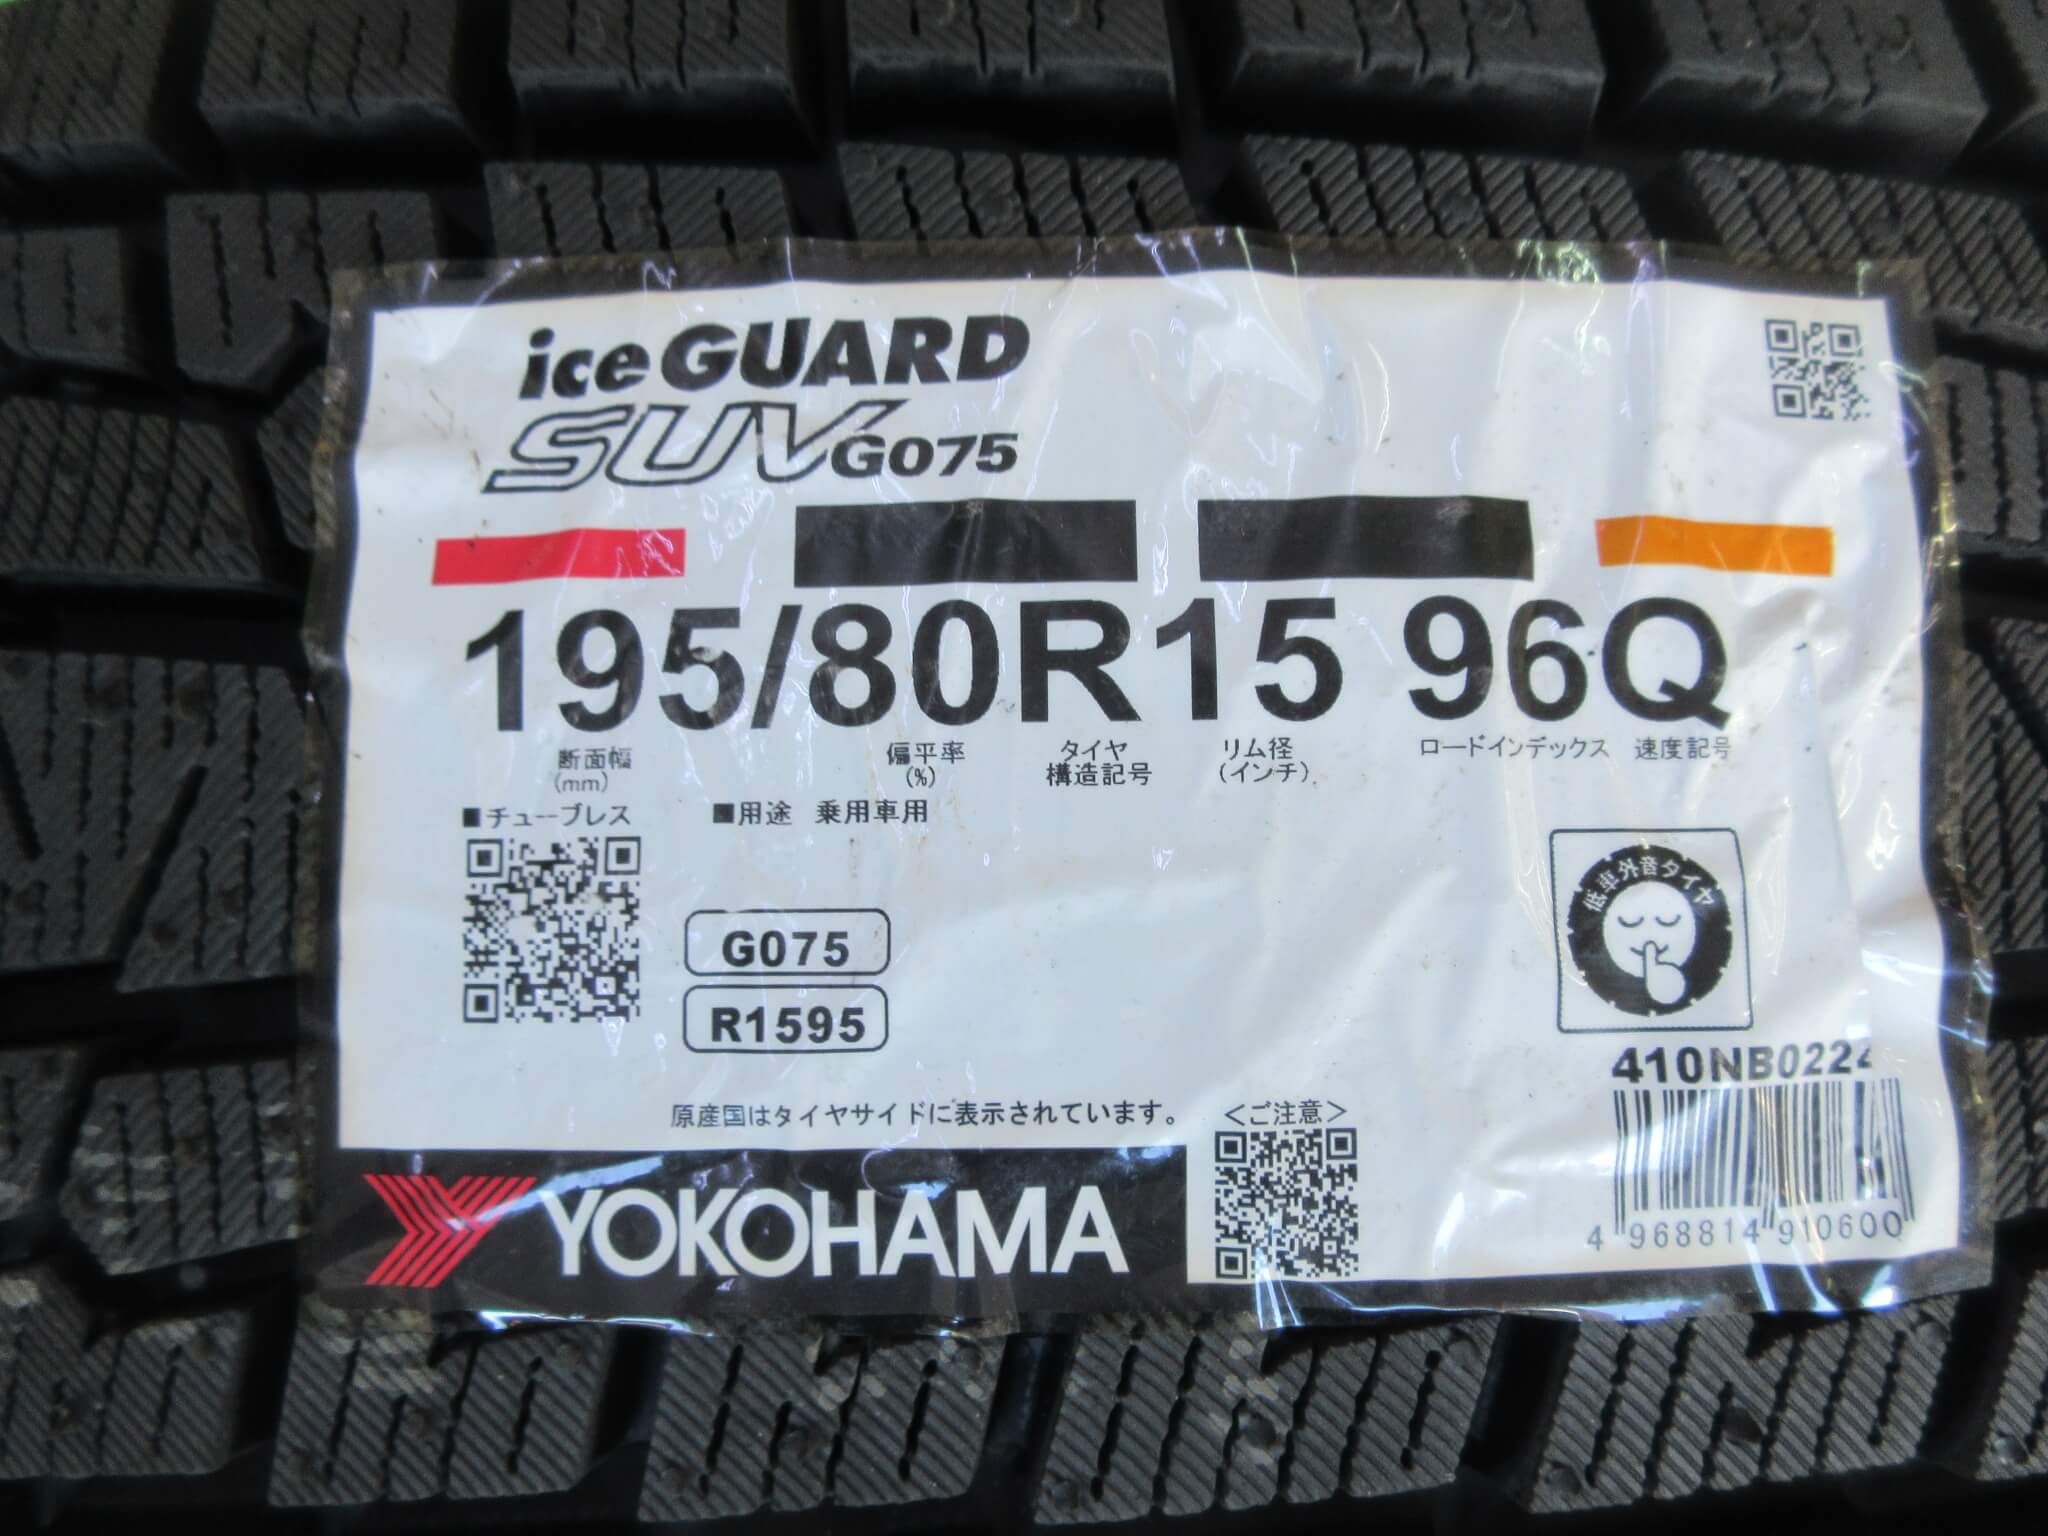 iceGUARD
SUV G075
195/80R15 96Q
断面幅 (mm)
偏平率 (%)
タイヤ 構造記号
リム径 (インチ)
ロードインデックス
速度記号
■チューブレス
■用途 乗用車用
G075
R1595
低車外音タイヤ
410NB0224
原産国はタイヤサイドに表示されています。
<ご注意>
YOKOHAMA
4 968814 910600